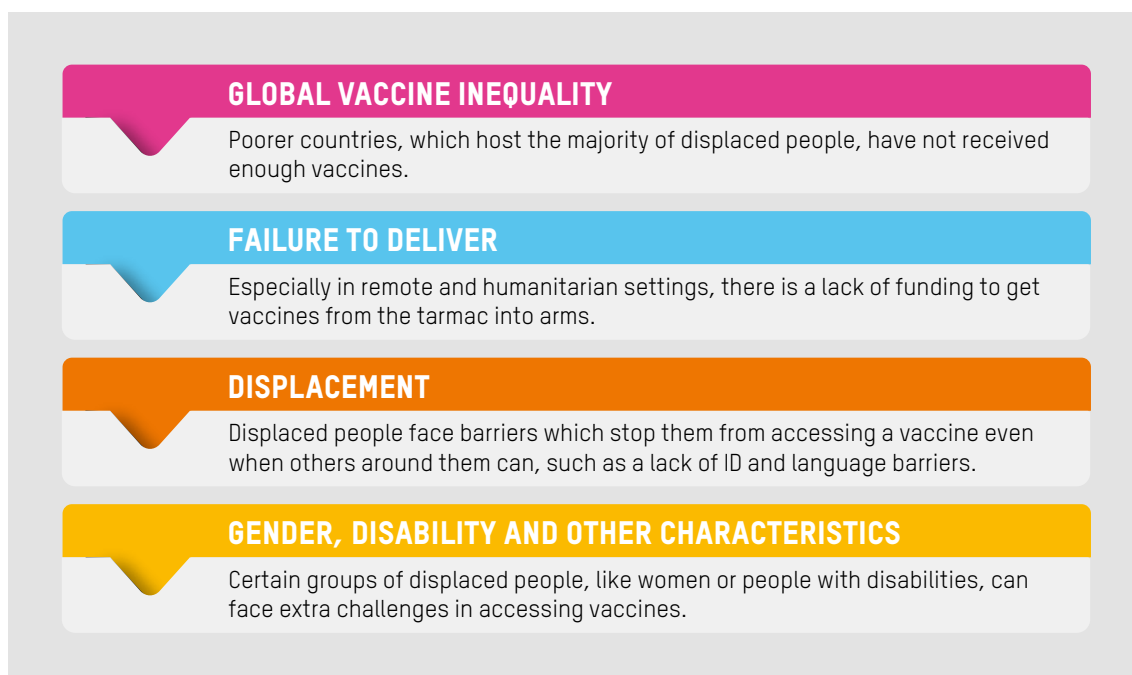 GLOBAL VACCINE INEQUALITY
Poorer countries, which host the majority of displaced people, have not received
enough vaccines.
FAILURE TO DELIVER
Especially in remote and humanitarian settings, there is a lack of funding to get
vaccines from the tarmac into arms.
DISPLACEMENT
Displaced people face barriers which stop them from accessing a vaccine even
when others around them can, such as a lack of ID and language barriers.
GENDER, DISABILITY AND OTHER CHARACTERISTICS
Certain groups of displaced people, like women or people with disabilities, can
face extra challenges in accessing vaccines.